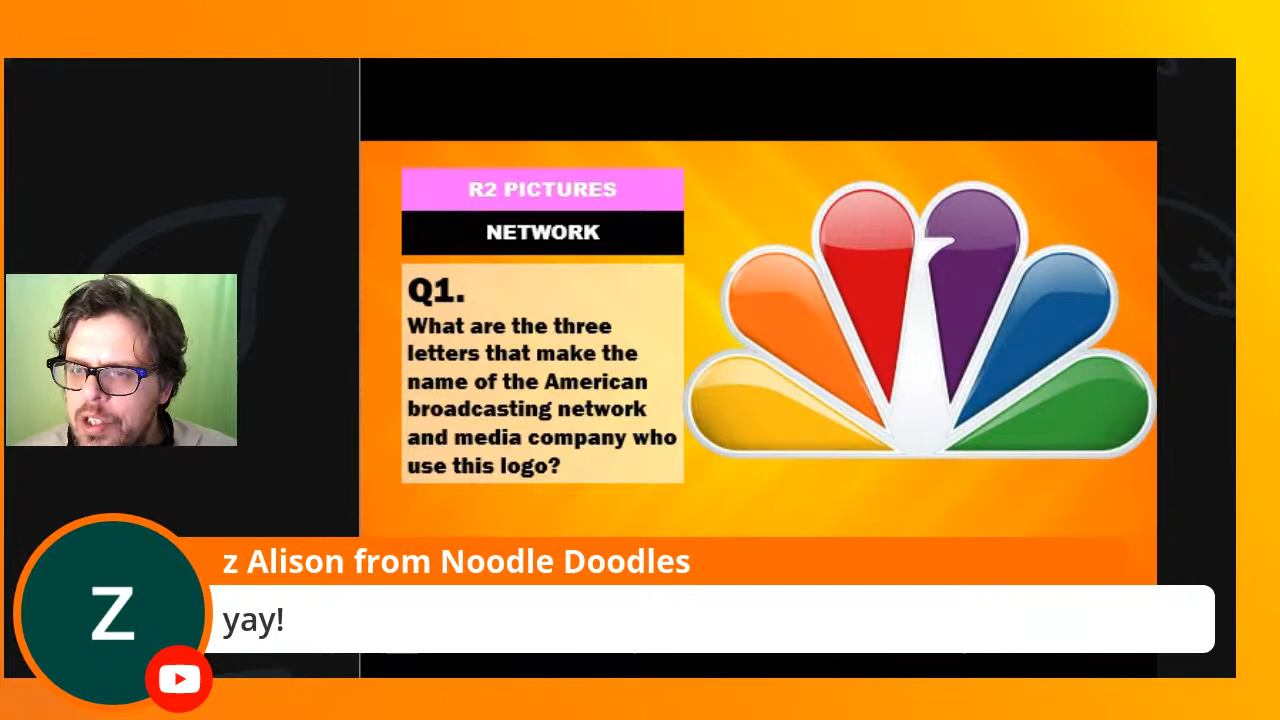 R2 PICTURES
NETWORK
Q1.
What are the three
letters that make the
name of the American
broadcasting network
and media company who
use this logo?
z Alison from Noodle Doodles
Z
yay!